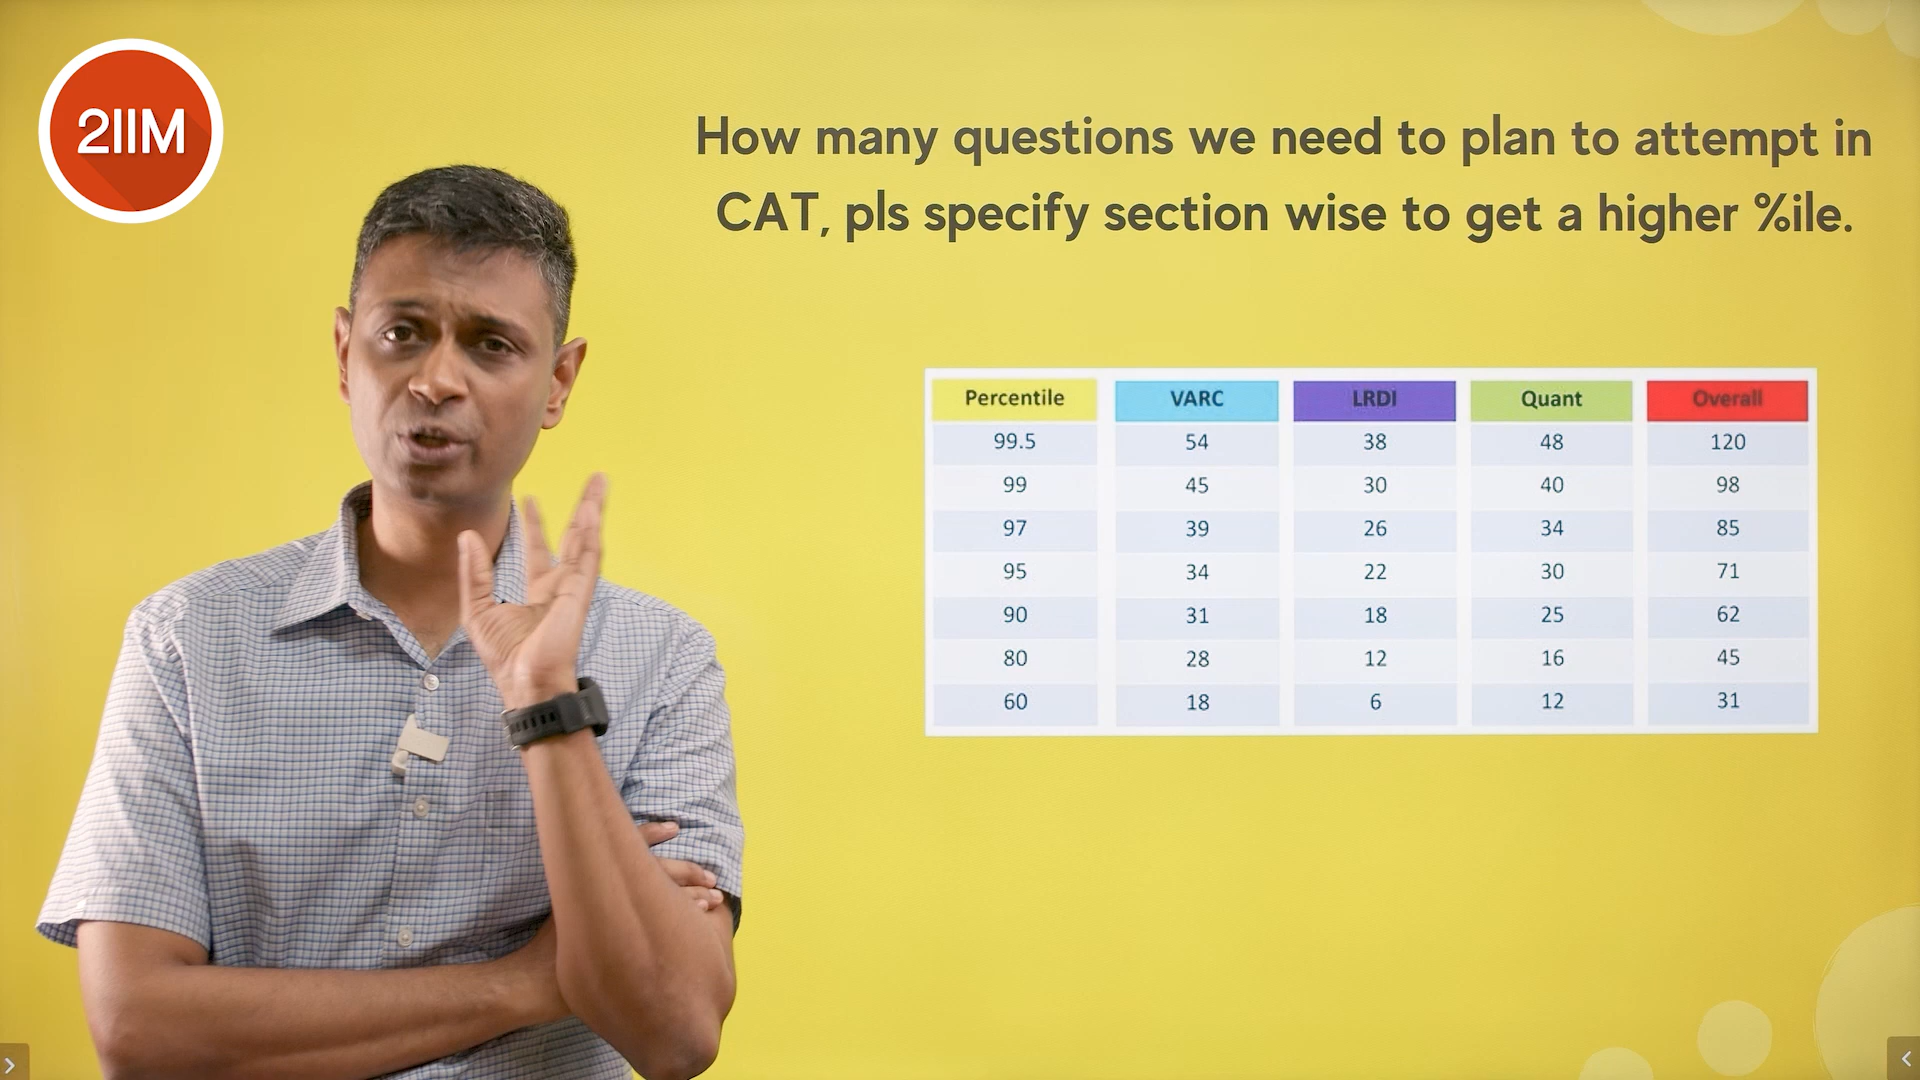 2IIM
How many questions we need to plan to attempt in
CAT, pls specify section wise to get a higher %ile.
Percentile VARC LRDI Quant Overall
99.5 54 38 48 120
99 45 30 40 98
97 39 26 34 85
95 34 22 30 71
90 31 18 25 62
80 28 12 16 45
60 18 6 12 31